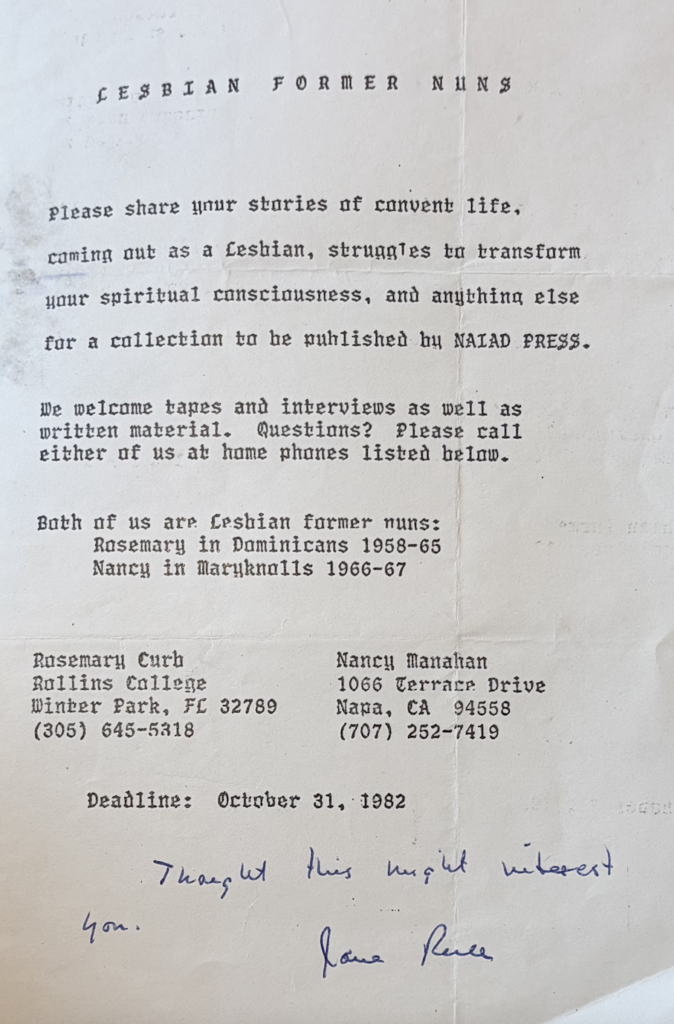 LESBIAN FORMER NUNS
Please share your stories of convent life,
coming out as a Lesbian, struggles to transform
your spiritual consciousness, and anything else
for a collection to be published by NAIAD PRESS.
We welcome tapes and interviews as well as
written material. Questions? Please call
either of us at home phones listed below.
Both of us are Lesbian former nuns:
Rosemary in Dominicans 1958-65
Nancy in Maryknolls 1966-67
Rosemary Curb
Rollins College
Winter Park, FL 32789
(305) 645-5318
Nancy Manahan
1066 Terrace Drive
Napa, CA 94558
(707) 252-7419
Deadline: October 31, 1982
Thought this might interest
you.
Jane Rule